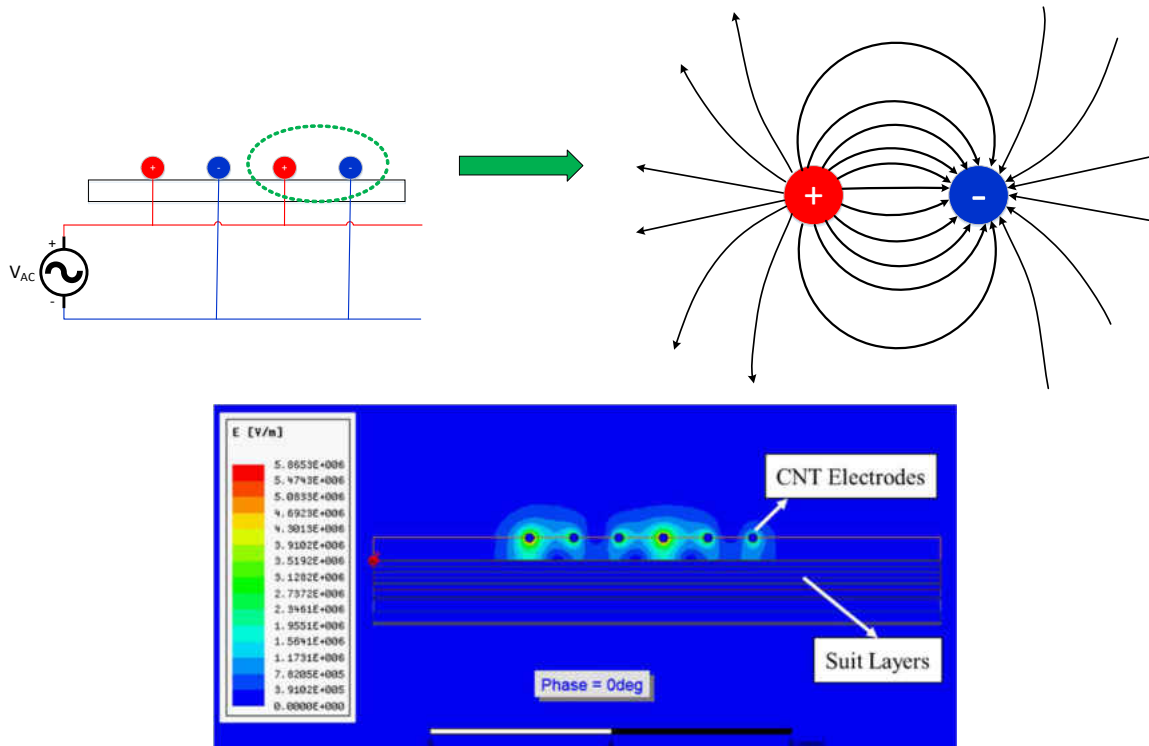 + - + -
+
V_AC
-
+ -
E [V/m]
5.8653E+006
5.4743E+006
5.0833E+006
4.6923E+006
4.3013E+006
3.9102E+006
3.5192E+006
3.1282E+006
2.7372E+006
2.3461E+006
1.9551E+006
1.5641E+006
1.1731E+006
7.8205E+005
3.9102E+005
0.0000E+000
CNT Electrodes
Suit Layers
Phase = 0deg